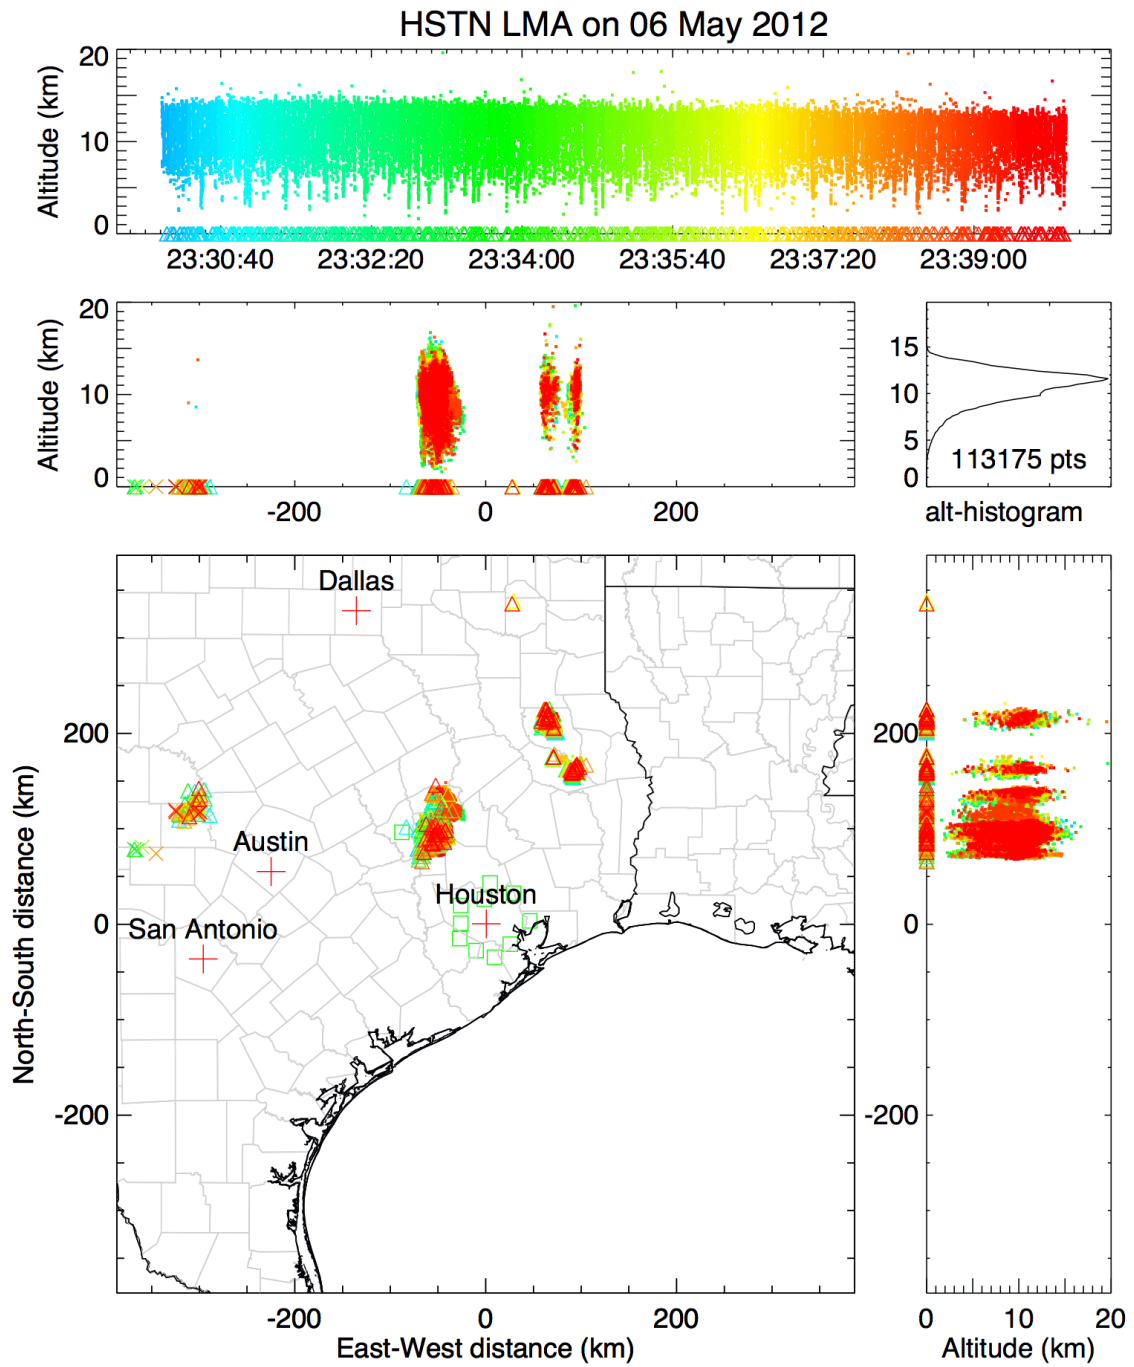 HSTN LMA on 06 May 2012
20
10
0
Altitude (km)
23:30:40 23:32:20 23:34:00 23:35:40 23:37:20 23:39:00
20
10
0
Altitude (km)
-200 0 200
15
10
5
0
113175 pts
alt-histogram
Dallas
Austin
Houston
San Antonio
200
0
-200
North-South distance (km)
-200 0 200
East-West distance (km)
200
0
-200
0 10 20
Altitude (km)